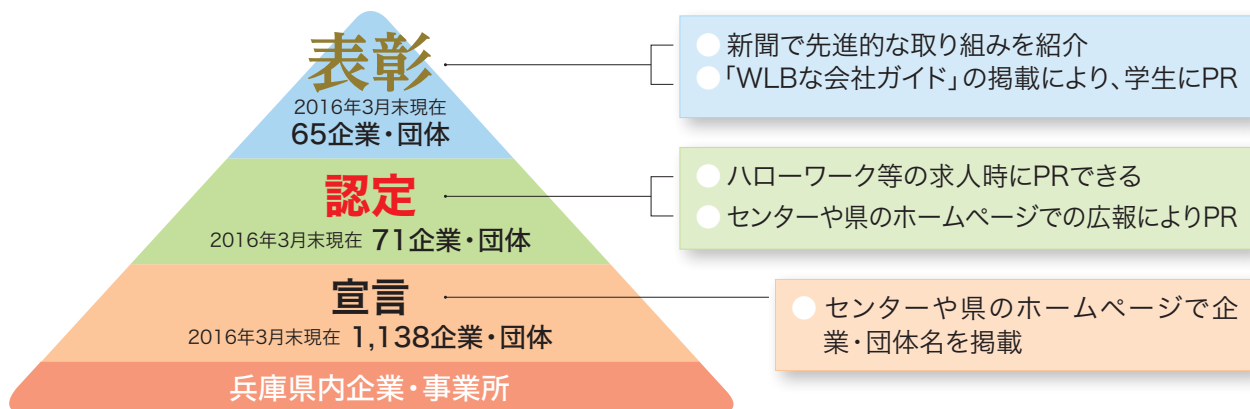 表彰
2016年3月末現在
65企業・団体
●新聞で先進的な取り組みを紹介
●「WLBな会社ガイド」の掲載により、学生にPR
認定
2016年3月末現在 71企業・団体
●ハローワーク等の求人時にPRできる
●センターや県のホームページでの広報によりPR
宣言
2016年3月末現在 1,138企業・団体
●センターや県のホームページで企
業・団体名を掲載
兵庫県内企業・事業所